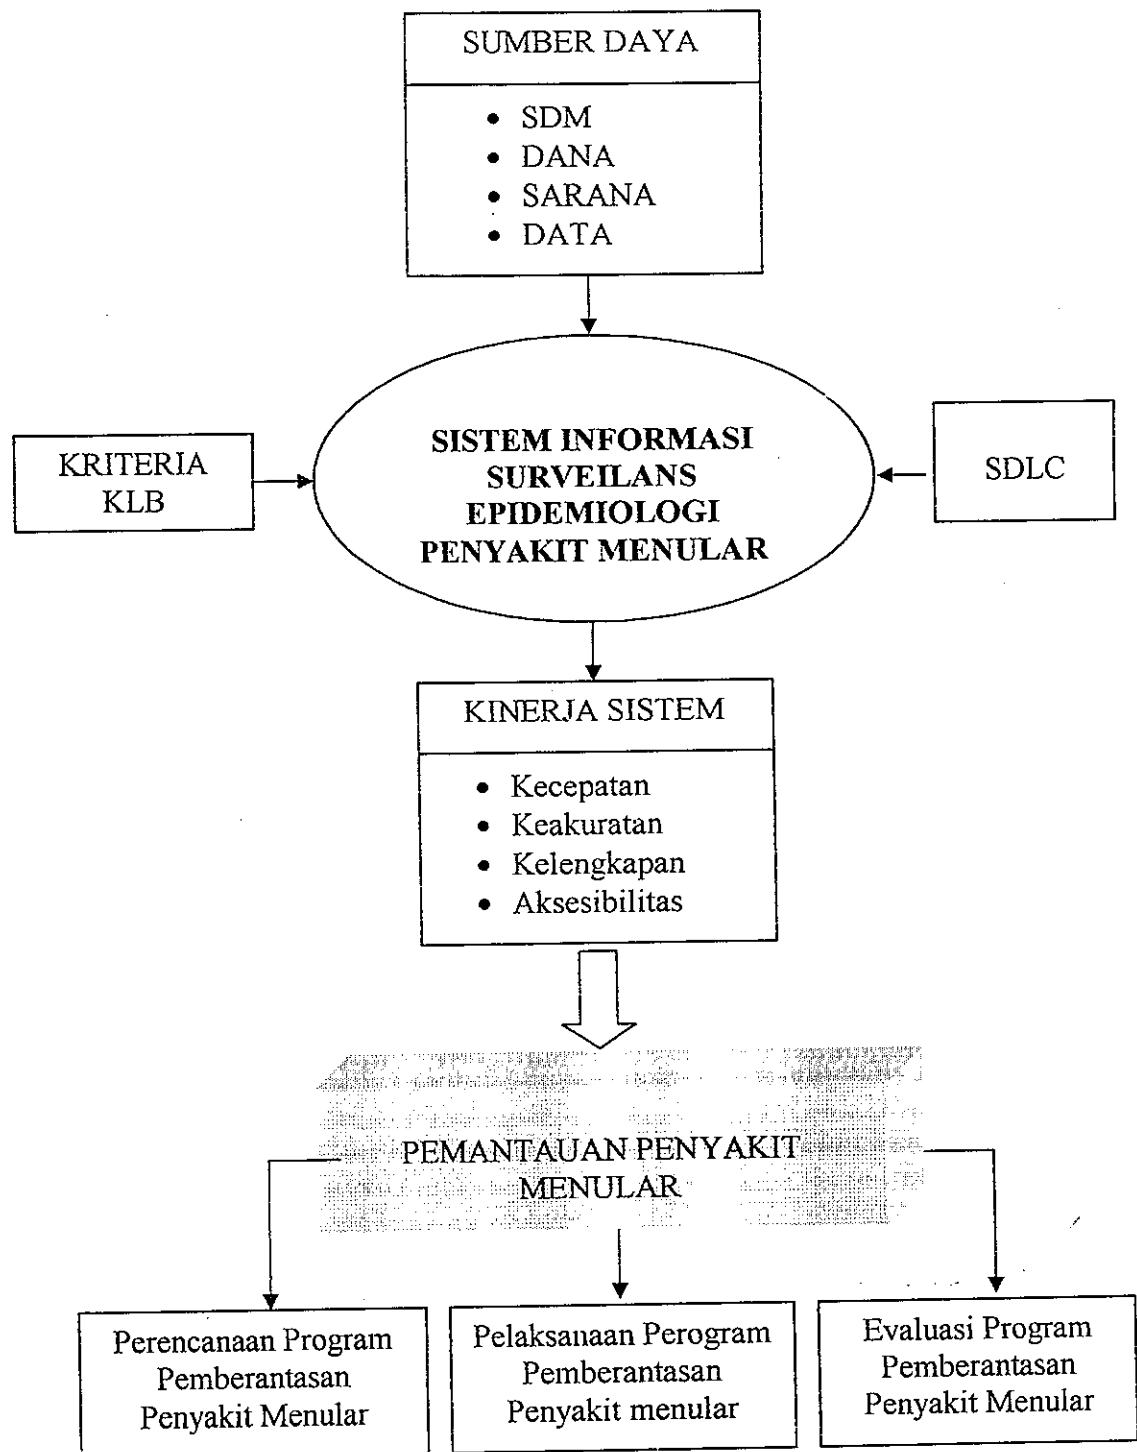 SUMBER DAYA
• SDM
• DANA
• SARANA
• DATA
KRITERIA
KLB
SISTEM INFORMASI
SURVEILANS
EPIDEMIOLOGI
PENYAKIT MENULAR
SDLC
KINERJA SISTEM
• Kecepatan
• Keakuratan
• Kelengkapan
• Aksesibilitas
PEMANTAUAN PENYAKIT
MENULAR
Perencanaan Program
Pemberantasan
Penyakit Menular
Pelaksanaan Perogram
Pemberantasan
Penyakit menular
Evaluasi Program
Pemberantasan
Penyakit Menular